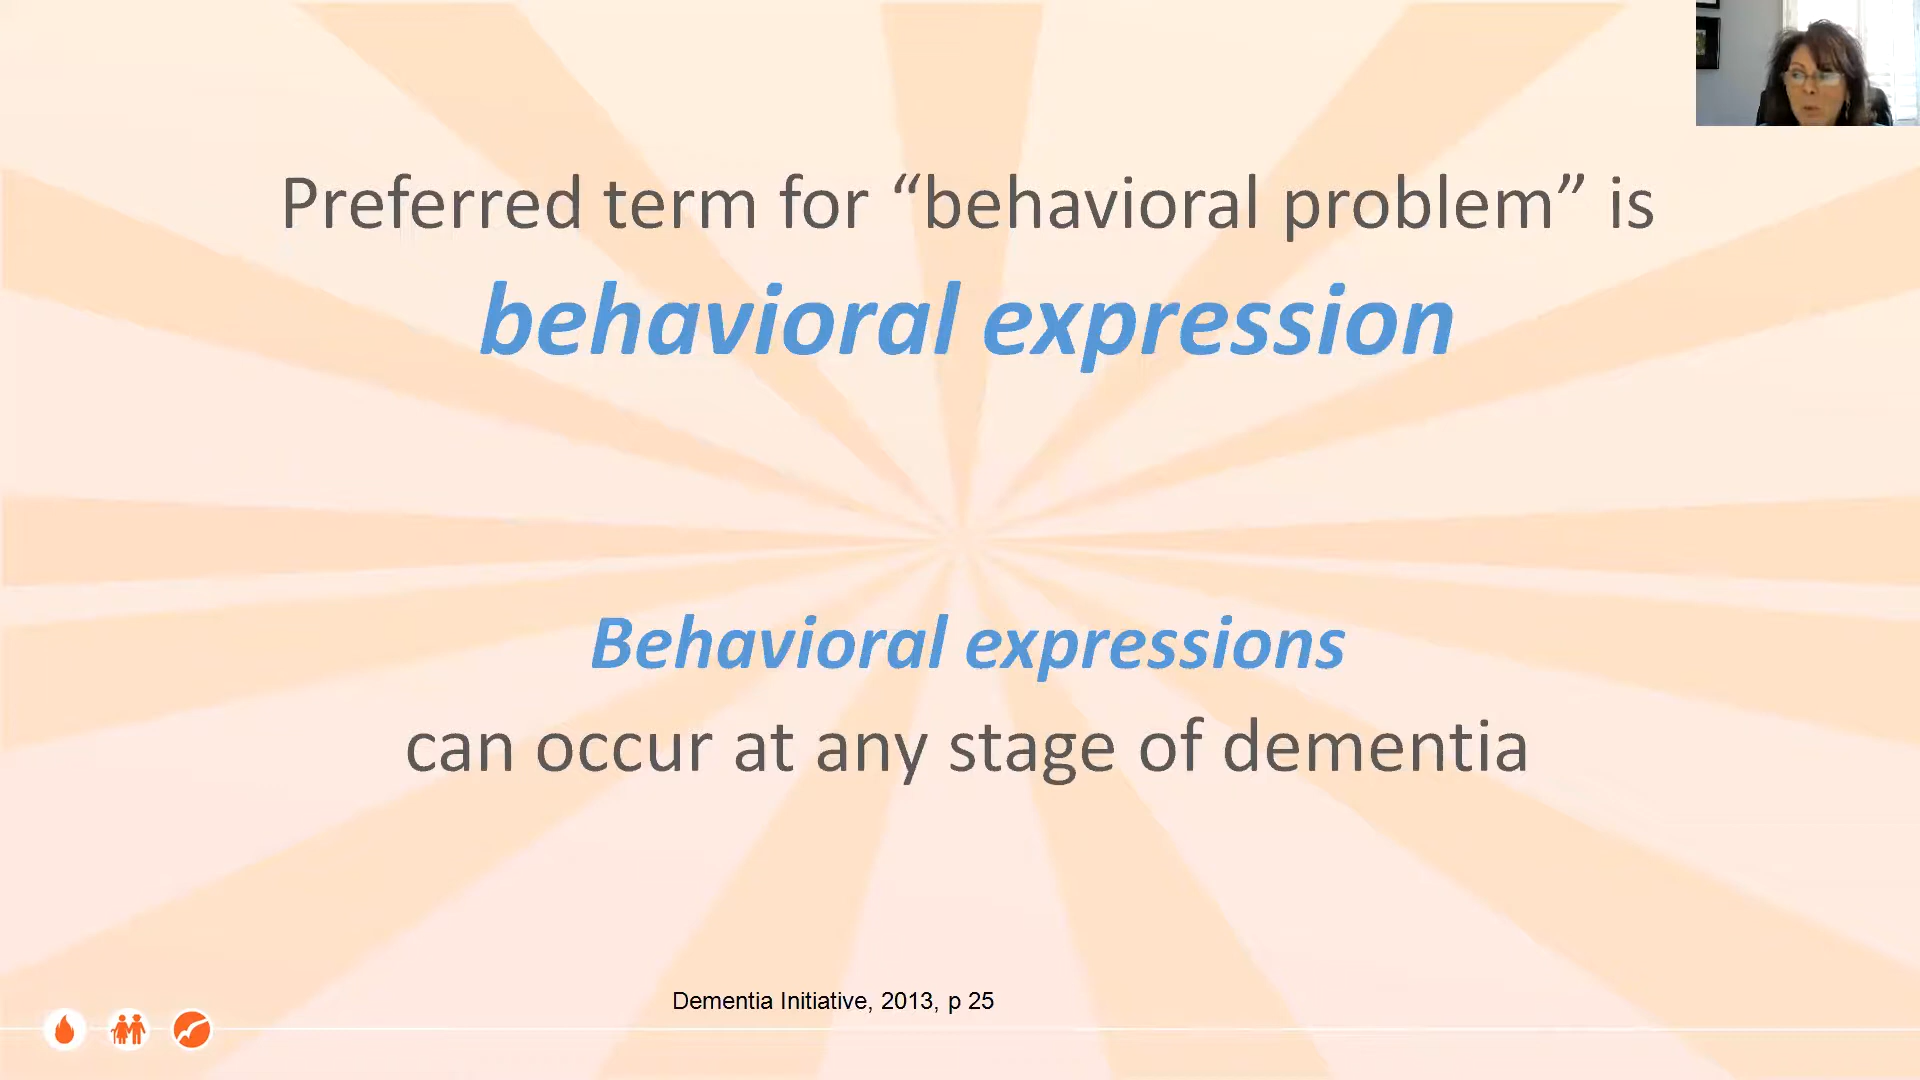 Preferred term for “behavioral problem” is
behavioral expression
Behavioral expressions
can occur at any stage of dementia
Dementia Initiative, 2013, p 25